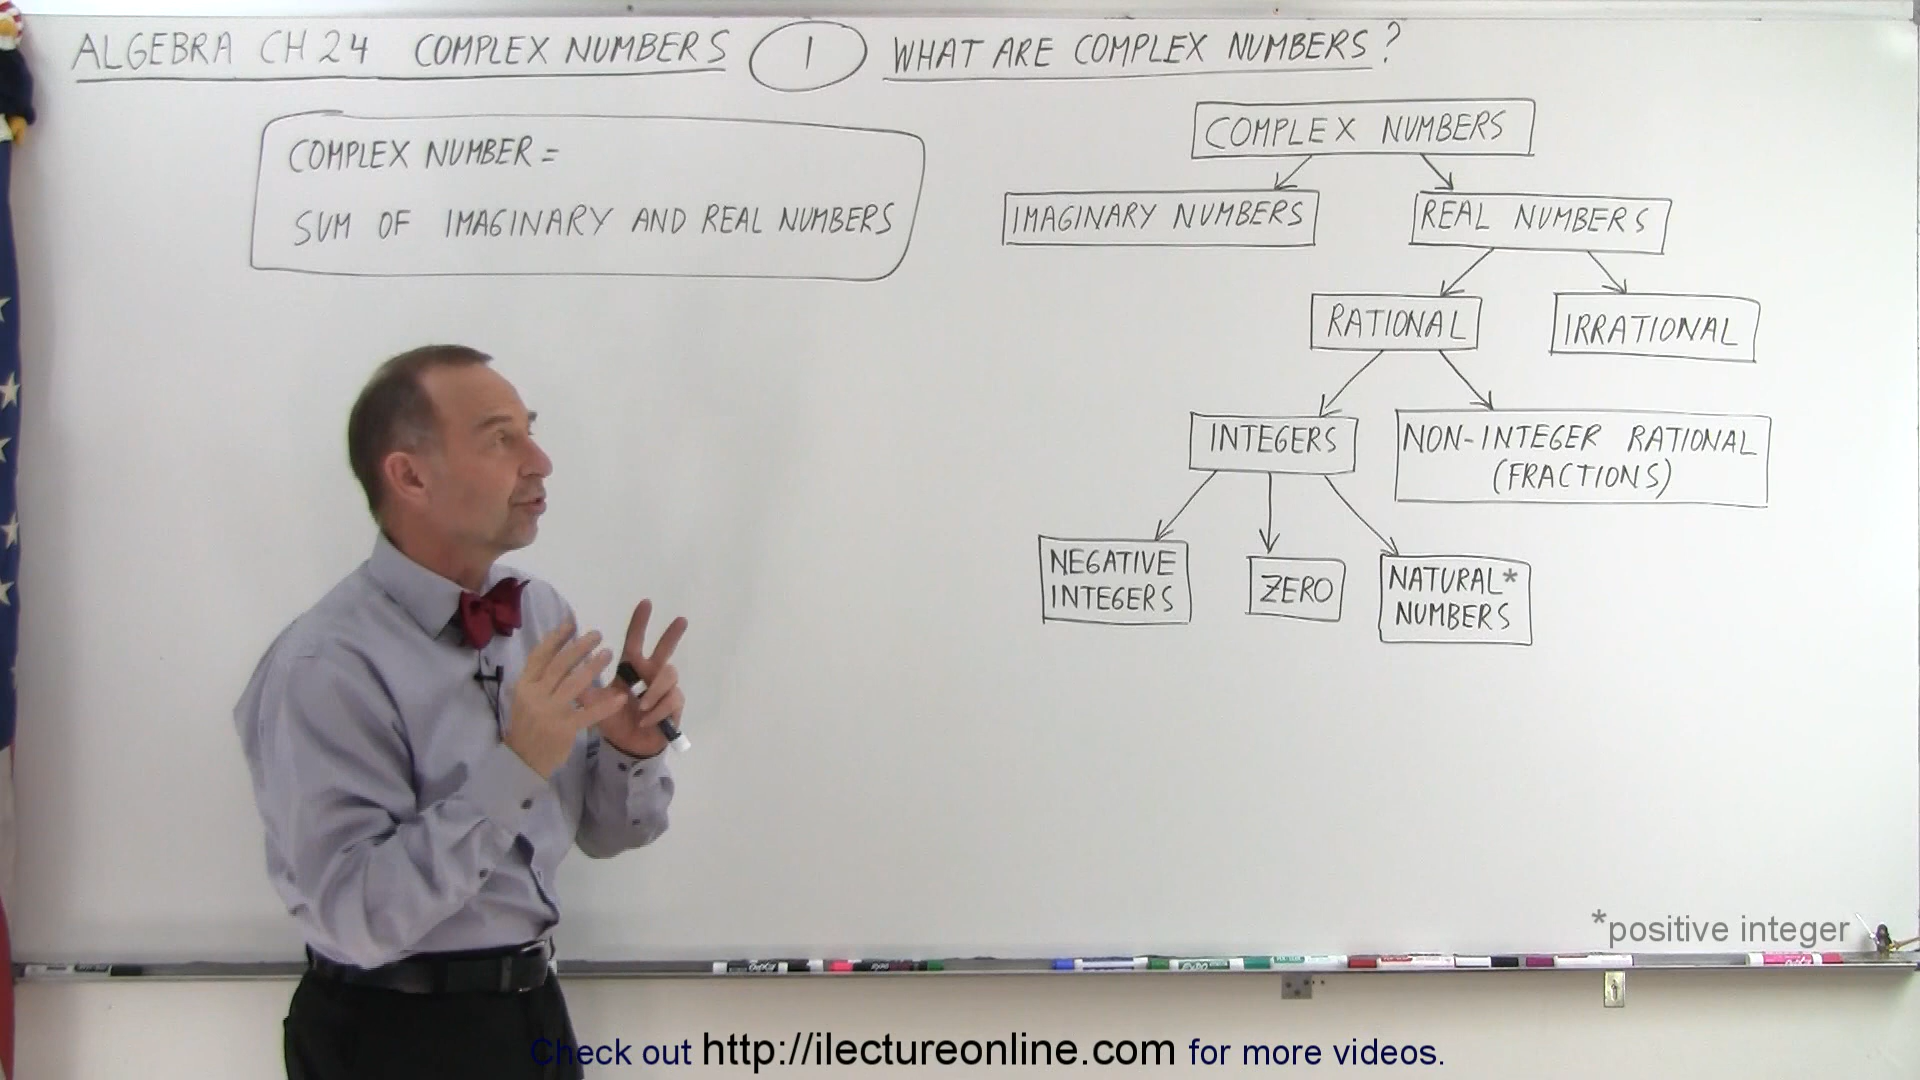 ALGEBRA CH 24 COMPLEX NUMBERS 1 WHAT ARE COMPLEX NUMBERS?
COMPLEX NUMBER =
SUM OF IMAGINARY AND REAL NUMBERS
COMPLEX NUMBERS
IMAGINARY NUMBERS
REAL NUMBERS
RATIONAL
IRRATIONAL
INTEGERS
NON-INTEGER RATIONAL
(FRACTIONS)
NEGATIVE
INTEGERS
ZERO
NATURAL*
NUMBERS
*positive integer
Check out http://ilectureonline.com for more videos.